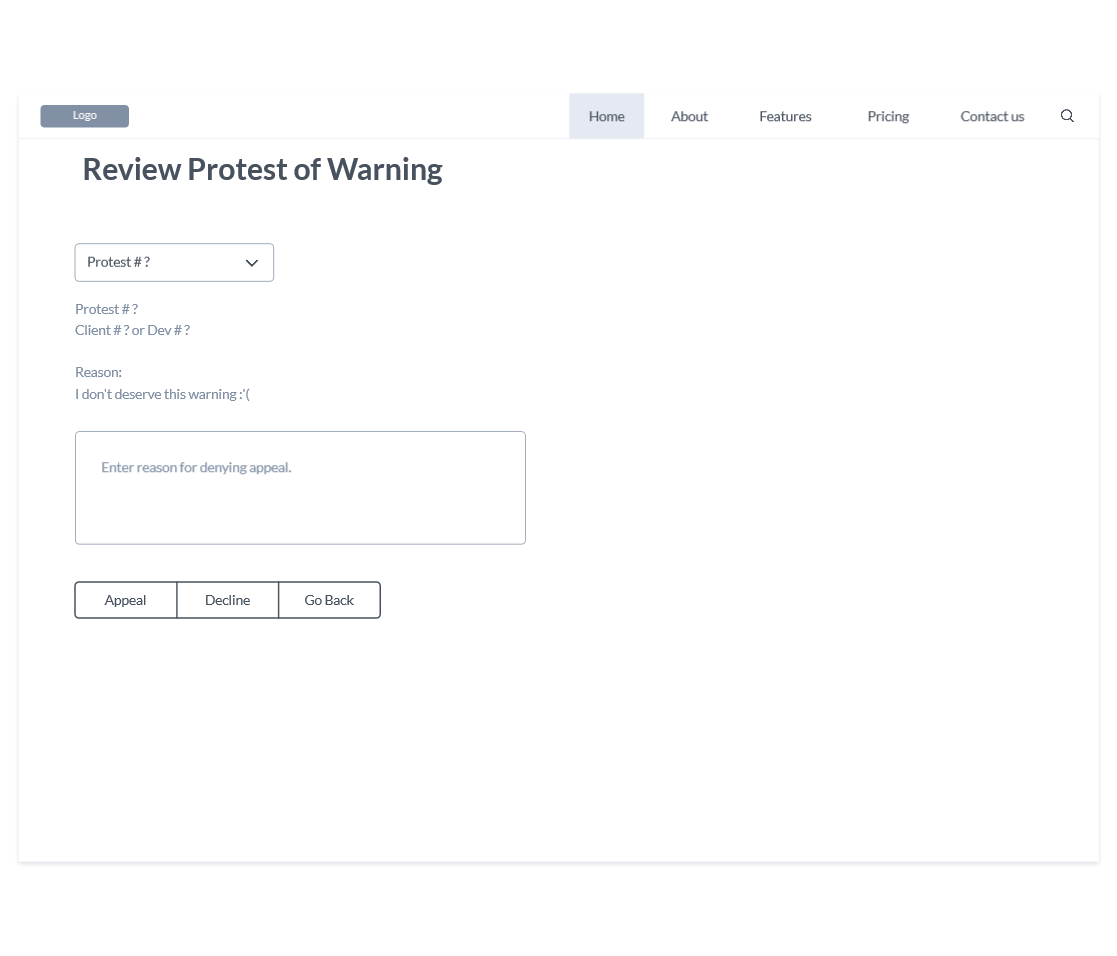 Logo
Home About Features Pricing Contact us
Review Protest of Warning
Protest # ?
Protest # ?
Client # ? or Dev # ?
Reason:
I don't deserve this warning :'(
Enter reason for denying appeal.
Appeal Decline Go Back